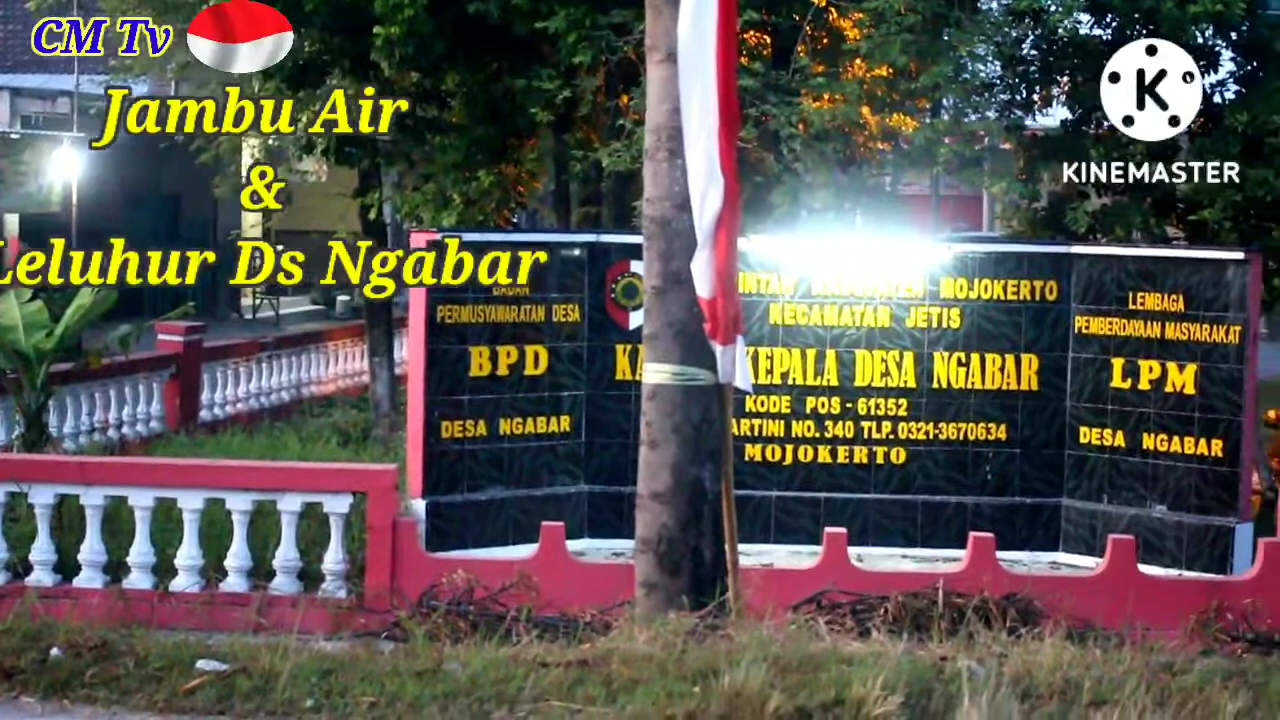 CM Tv
Jambu Air
&
Leluhur Ds Ngabar
K
KINEMASTER
BADAN
PERMUSYAWARATAN DESA
BPD
DESA NGABAR
MOJOKERTO
KECAMATAN JETIS
KEPALA DESA NGABAR
KODE POS - 61352
NO. 340 TLP. 0321-3670634
MOJOKERTO
LEMBAGA
PEMBERDAYAAN MASYARAKAT
LPM
DESA NGABAR